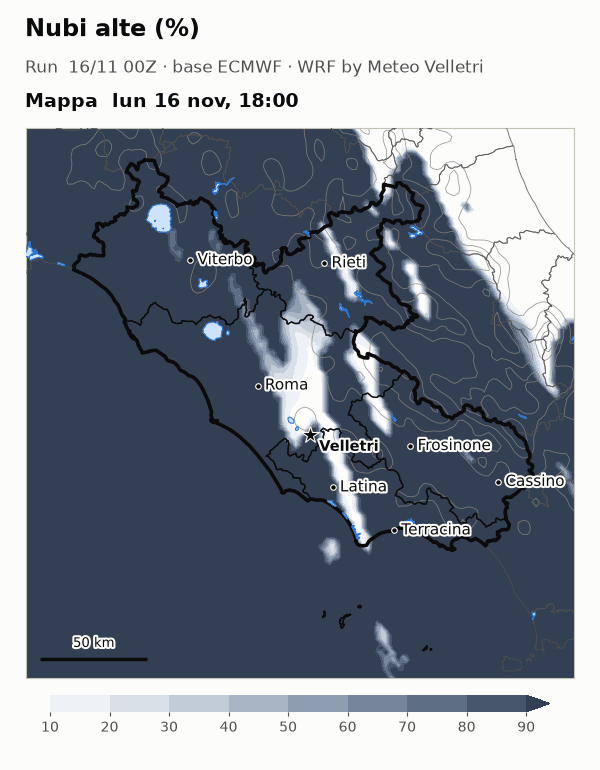 Nubi alte (%)
Run 16/11 00Z · base ECMWF · WRF by Meteo Velletri
Mappa lun 16 nov, 18:00
Viterbo
Rieti
Roma
Velletri
Frosinone
Latina
Cassino
Terracina
50 km
10 20 30 40 50 60 70 80 90